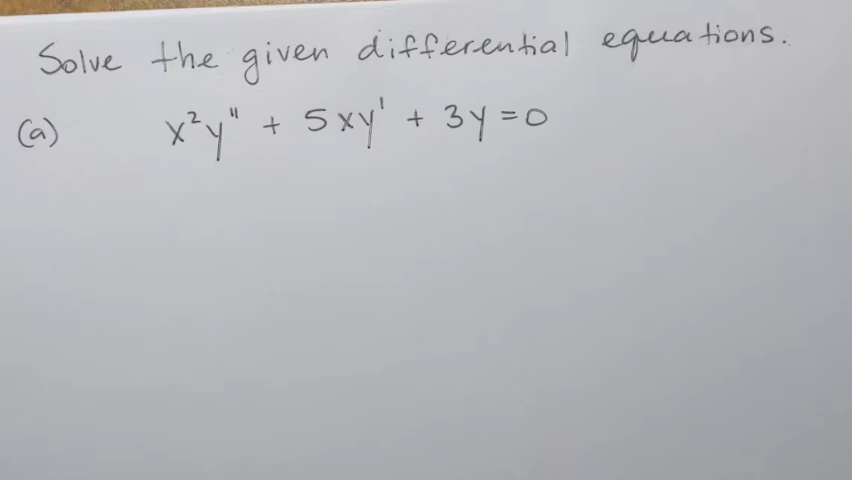 Solve the given differential equations.
(a) x²y" + 5xy' + 3y = 0